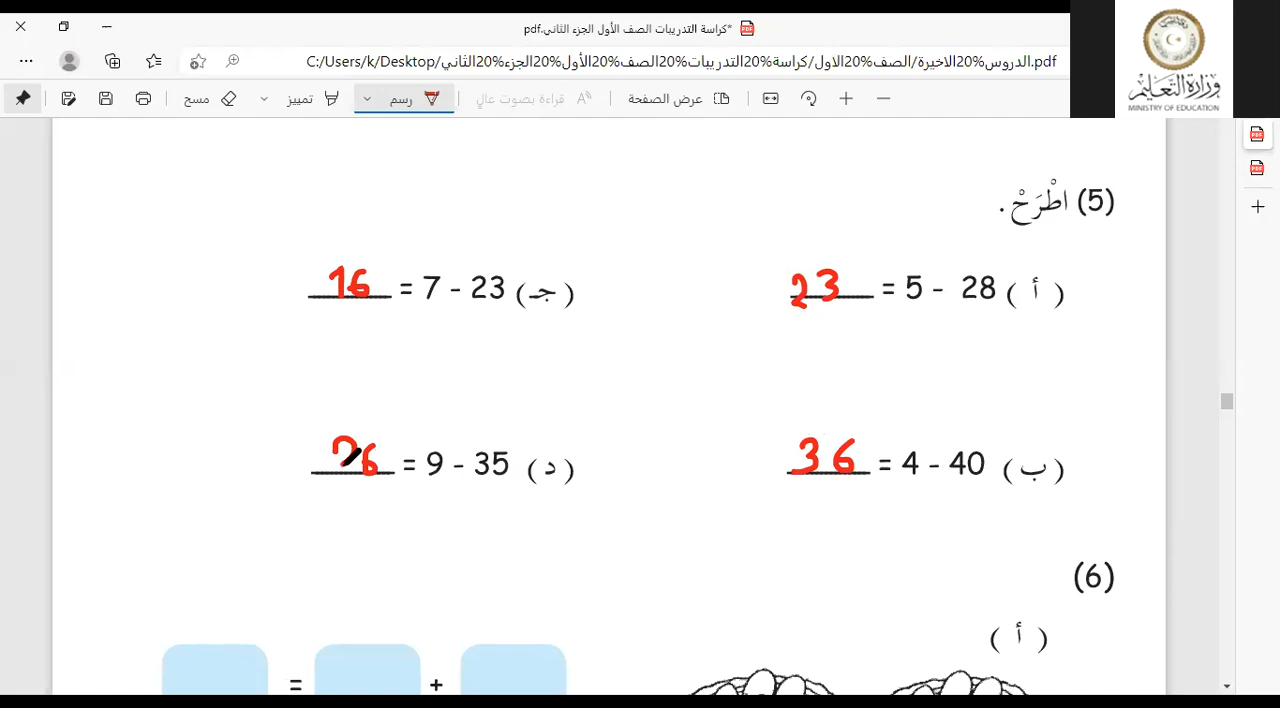 كراسة التدريبات الصف الأول الجزء الثاني.pdf*
C:/Users/k/Desktop/الدروس%20الاخيرة/الصف%20الاول/كراسة%20التدريبات%20الصف%20الأول%20الجزء%20الثاني.pdf
وزارة التعليم
MINISTRY OF EDUCATION
عرض الصفحة
قراءة بصوت عالٍ
رسم
تمييز
مسح
(5) اطْرَحْ .
( أ ) 28 - 5 = 23
( جـ ) 23 - 7 = 16
( ب ) 40 - 4 = 36
( د ) 35 - 9 = 26
(6)
( أ )
+ =